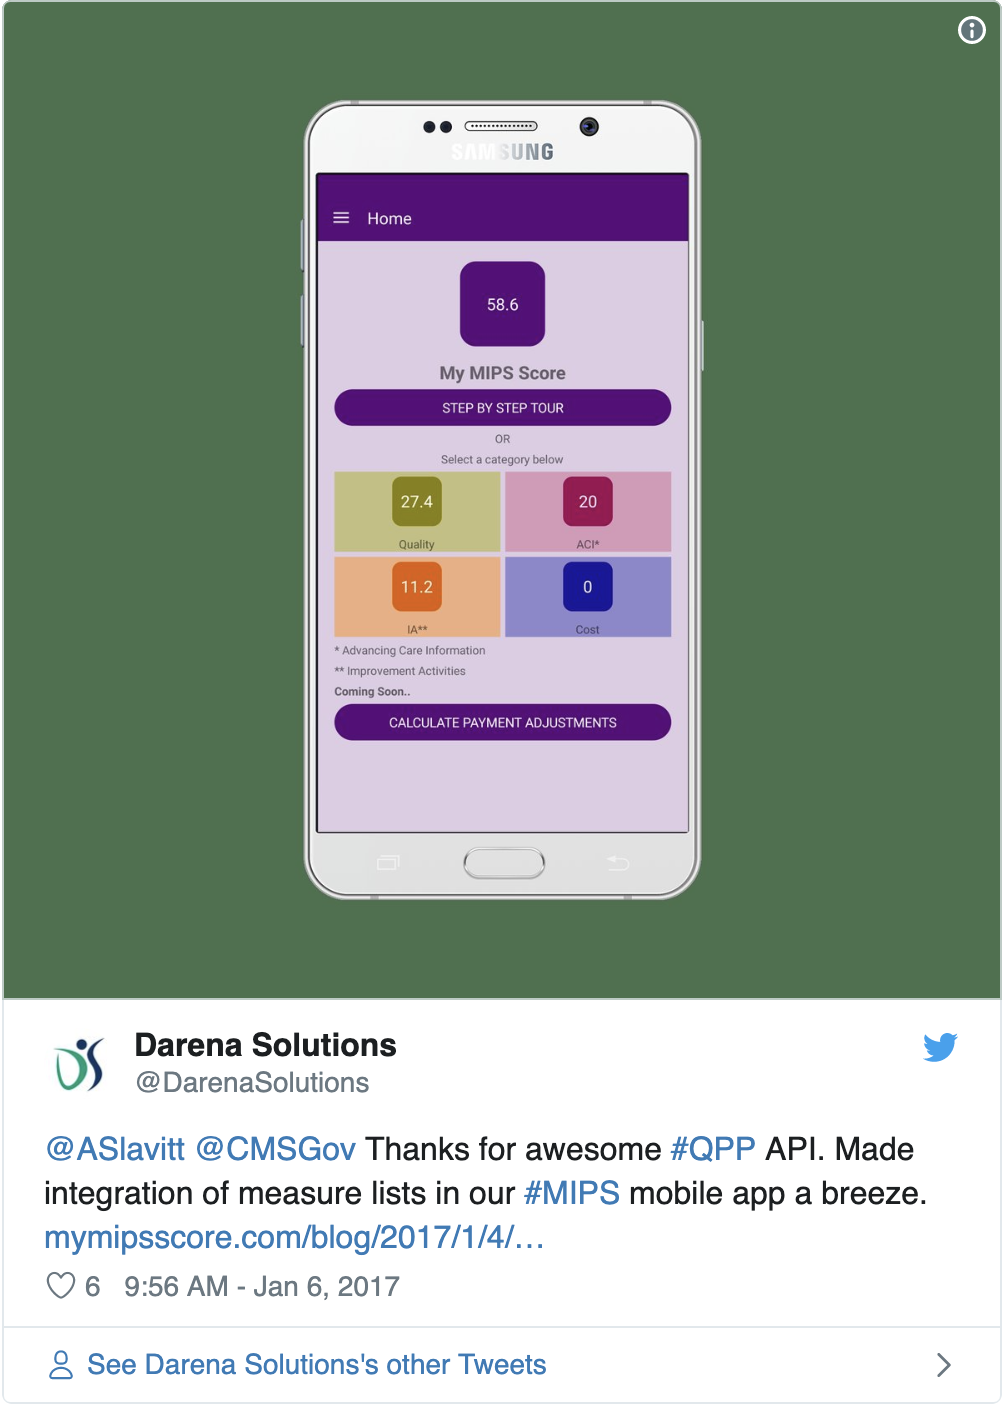 SAMSUNG
Home
58.6
My MIPS Score
STEP BY STEP TOUR
OR
Select a category below
27.4
Quality
20
ACI*
11.2
IA**
0
Cost
* Advancing Care Information
** Improvement Activities
Coming Soon..
CALCULATE PAYMENT ADJUSTMENTS
Darena Solutions
@DarenaSolutions
@ASlavitt @CMSGov Thanks for awesome #QPP API. Made
integration of measure lists in our #MIPS mobile app a breeze.
mymipsscore.com/blog/2017/1/4/…
6 9:56 AM - Jan 6, 2017
See Darena Solutions's other Tweets